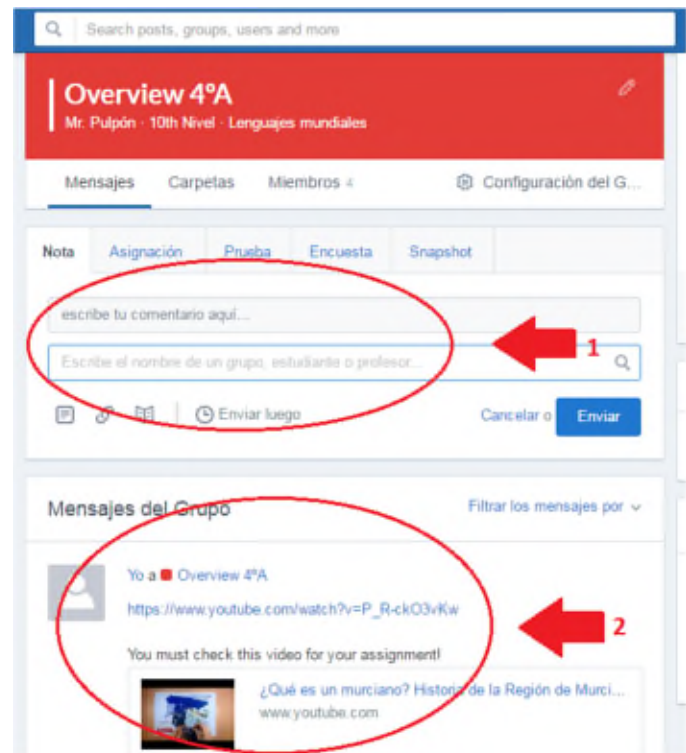 Search posts, groups, users and more
Overview 4ºA
Mr. Pulpón · 10th Nivel · Lenguajes mundiales
Mensajes Carpetas Miembros 4 Configuración del G...
Nota Asignación Prueba Encuesta Snapshot
escribe tu comentario aquí...
1
Escribe el nombre de un grupo, estudiante o profesor...
Enviar luego Cancelar o Enviar
Mensajes del Grupo Filtrar los mensajes por
Yo a Overview 4ºA
https://www.youtube.com/watch?v=P_R-ckO3vKw
2
You must check this video for your assignment!
¿Qué es un murciano? Historia de la Región de Murci...
www.youtube.com